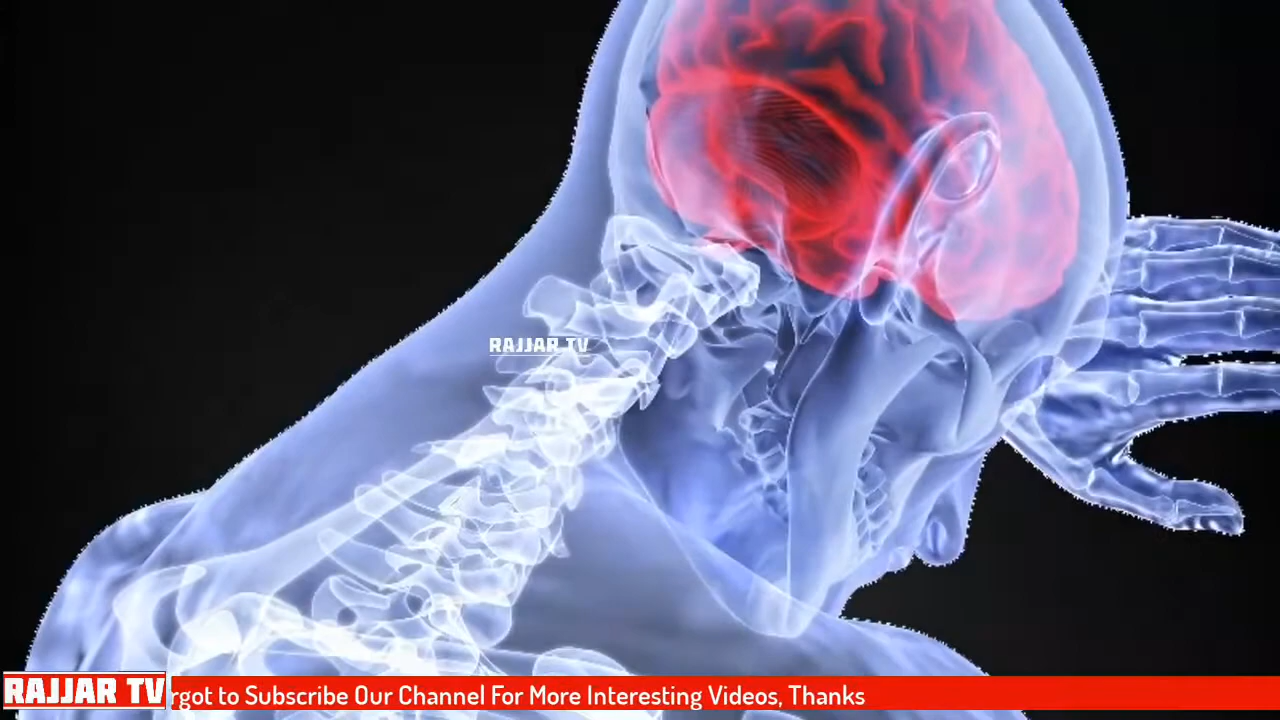 RAJJAR TV
RAJJAR TV
rgot to Subscribe Our Channel For More Interesting Videos, Thanks